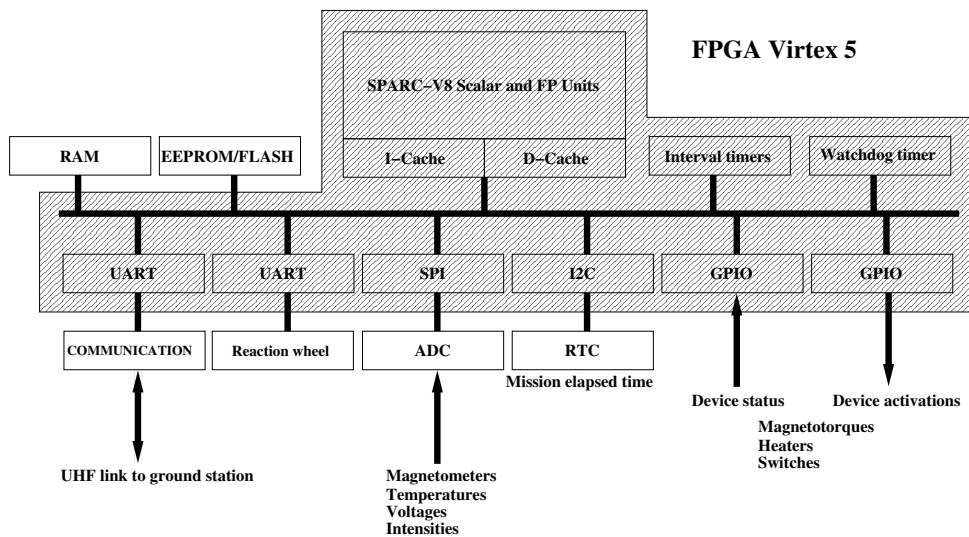 FPGA Virtex 5
SPARC−V8 Scalar and FP Units
I−Cache
D−Cache
RAM
EEPROM/FLASH
Interval timers
Watchdog timer
UART
UART
SPI
I2C
GPIO
GPIO
COMMUNICATION
Reaction wheel
ADC
RTC
Mission elapsed time
Device status
Device activations
Magnetotorques
Heaters
Switches
UHF link to ground station
Magnetometers
Temperatures
Voltages
Intensities